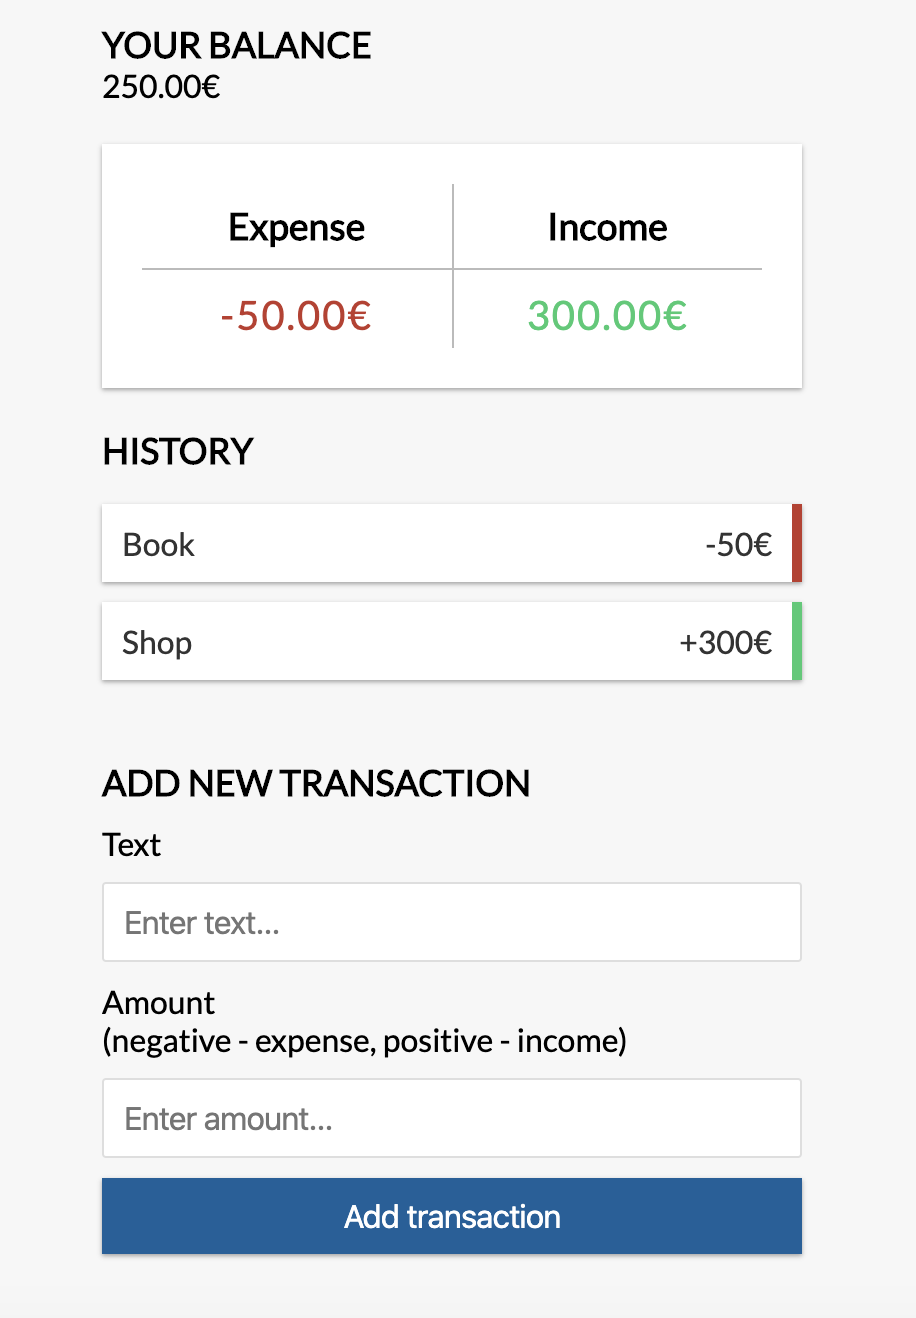 YOUR BALANCE
250.00€
Expense
Income
-50.00€
300.00€
HISTORY
Book
-50€
Shop
+300€
ADD NEW TRANSACTION
Text
Enter text...
Amount
(negative - expense, positive - income)
Enter amount...
Add transaction